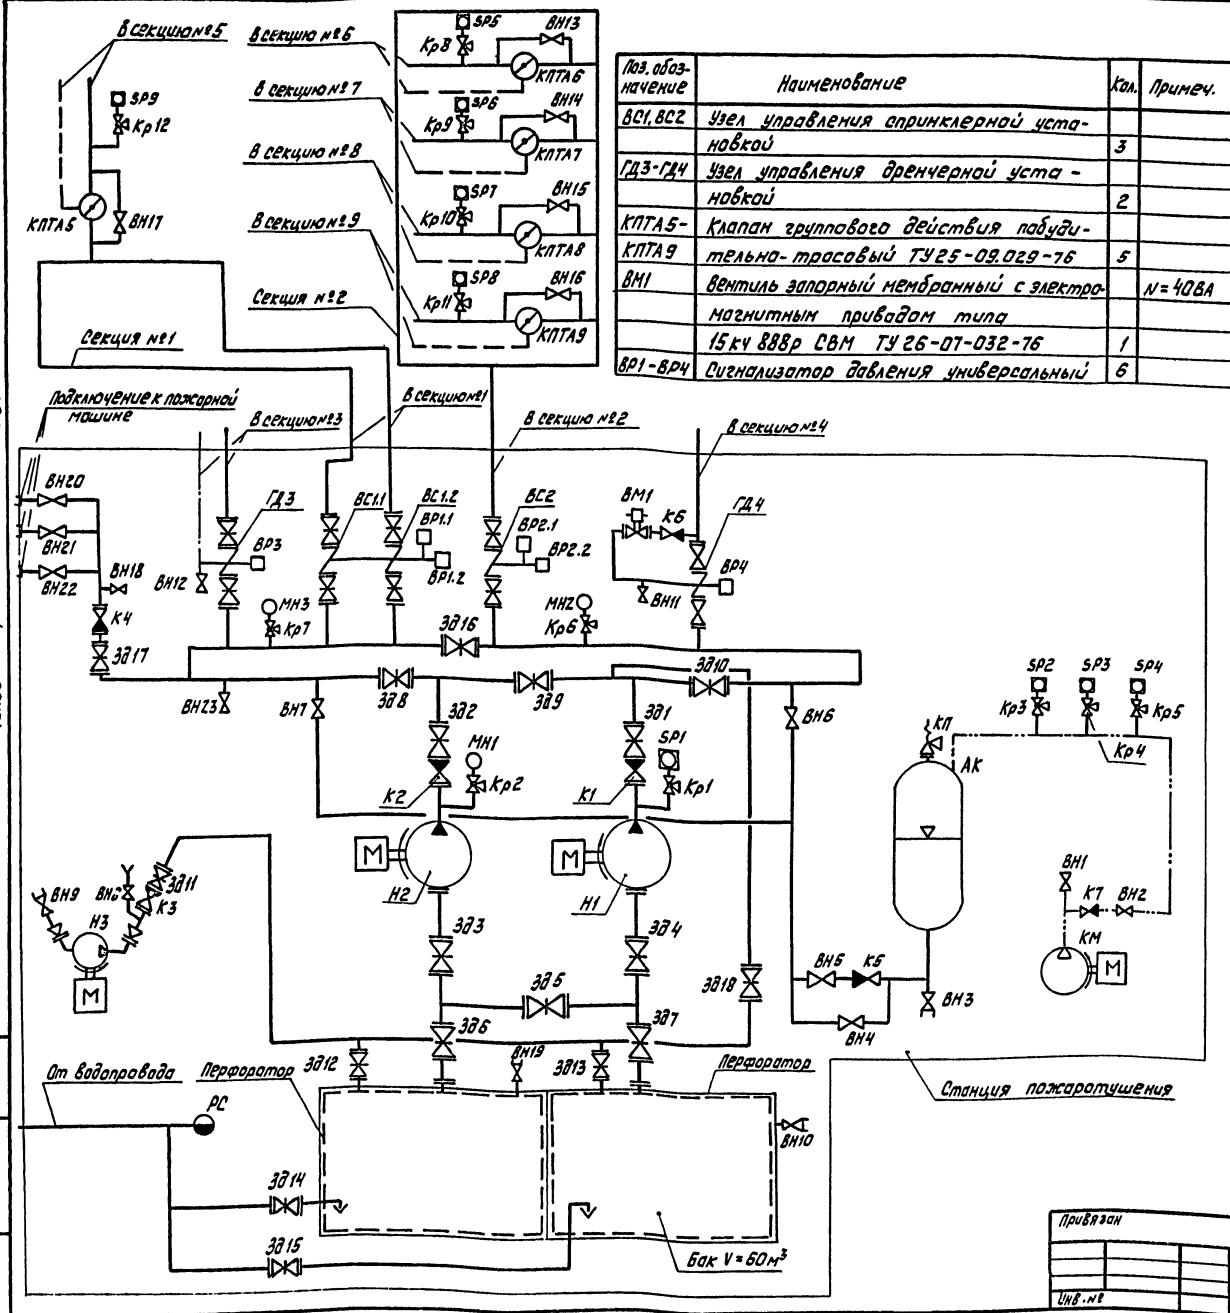 В секцию №5
В секцию №6
В секцию №7
В секцию №8
В секцию №9
Секция №2
Секция №1
SP9
Кр12
КПТА5
ВН17
SP5
Кр8
ВН13
КПТА6
SP6
Кр9
ВН14
КПТА7
SP7
Кр10
ВН15
КПТА8
SP8
Кр11
ВН16
КПТА9
Поз. обоз-
начение
Наименование
Кол.
Примеч.
ВС1, ВС2 Узел управления спринклерной уста-
новкой 3
ГД3-ГД4 Узел управления дренчерной уста-
новкой 2
КПТА5- Клапан группового действия побуди-
КПТА9 тельно-тросовый ТУ25-09.029-76 5
ВМ1 Вентиль запорный мембранный с электро- N=40ВА
магнитным приводом типа
15кч 888р СВМ ТУ 26-07-032-76 1
ВР1-ВР4 Сигнализатор давления универсальный 6
Подключение к пожарной
машине
В секцию №3
В секцию №1
В секцию №2
В секцию №4
ВН20
ВН21
ВН22
ВН18
К4
Зд17
ВН12
ГД3
ВР3
ВС1.1
ВС1.2
ВР1.1
ВР1.2
ВС2
ВР2.1
ВР2.2
ВМ1
К6
ГД4
ВР4
ВН11
МН3
Кр7
Зд16
МН2
Кр6
ВН23
ВН7
Зд8
Зд9
Зд10
ВН6
Зд2
Зд1
МН1
Кр2
К2
SP1
Кр1
К1
М
Н2
М
Н1
SP2
SP3
SP4
Кр3
Кр4
Кр5
КП
АК
ВН9
Н3
К3
Зд11
М
Зд3
Зд4
Зд5
Зд6
Зд7
Зд18
ВН1
К7
ВН2
КМ
М
ВН5
К5
ВН4
ВН3
Зд12
ВН19
Зд13
От водопровода
Перфоратор
Перфоратор
Станция пожаротушения
РС
ВН10
Зд14
Зд15
Бак V=60м³
Привязан
Инв.№